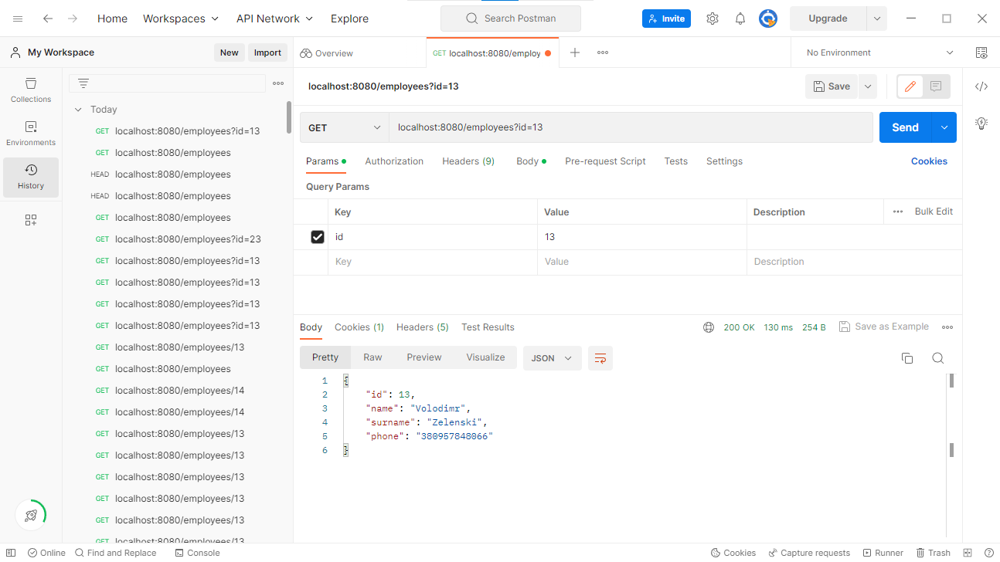 Home Workspaces API Network Explore Search Postman Invite Upgrade
My Workspace New Import Overview GET localhost:8080/employ No Environment
Collections
Environments
History
Today
GET localhost:8080/employees?id=13
GET localhost:8080/employees
HEAD localhost:8080/employees
HEAD localhost:8080/employees
GET localhost:8080/employees
GET localhost:8080/employees?id=23
GET localhost:8080/employees?id=13
GET localhost:8080/employees?id=13
GET localhost:8080/employees?id=13
GET localhost:8080/employees?id=13
GET localhost:8080/employees/13
GET localhost:8080/employees
GET localhost:8080/employees/14
GET localhost:8080/employees/14
GET localhost:8080/employees/13
GET localhost:8080/employees/13
GET localhost:8080/employees/13
GET localhost:8080/employees/13
GET localhost:8080/employees/13
GET localhost:8080/employees/13
localhost:8080/employees?id=13 Save
GET localhost:8080/employees?id=13 Send
Params Authorization Headers (9) Body Pre-request Script Tests Settings Cookies
Query Params
Key Value Description Bulk Edit
id 13
Key Value Description
Body Cookies (1) Headers (5) Test Results 200 OK 130 ms 254 B Save as Example
Pretty Raw Preview Visualize JSON
1 {
2 "id": 13,
3 "name": "Volodimr",
4 "surname": "Zelenski",
5 "phone": "380957848066"
6 }
Online Find and Replace Console Cookies Capture requests Runner Trash